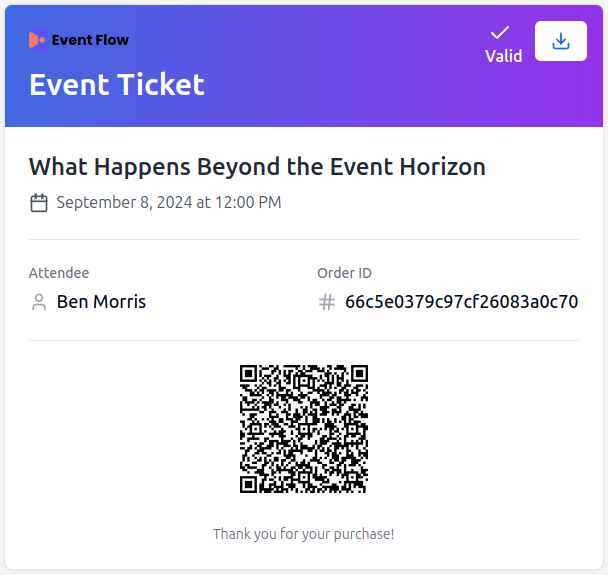 Event Flow
Valid
Event Ticket
What Happens Beyond the Event Horizon
September 8, 2024 at 12:00 PM
Attendee
Ben Morris
Order ID
66c5e0379c97cf26083a0c70
Thank you for your purchase!